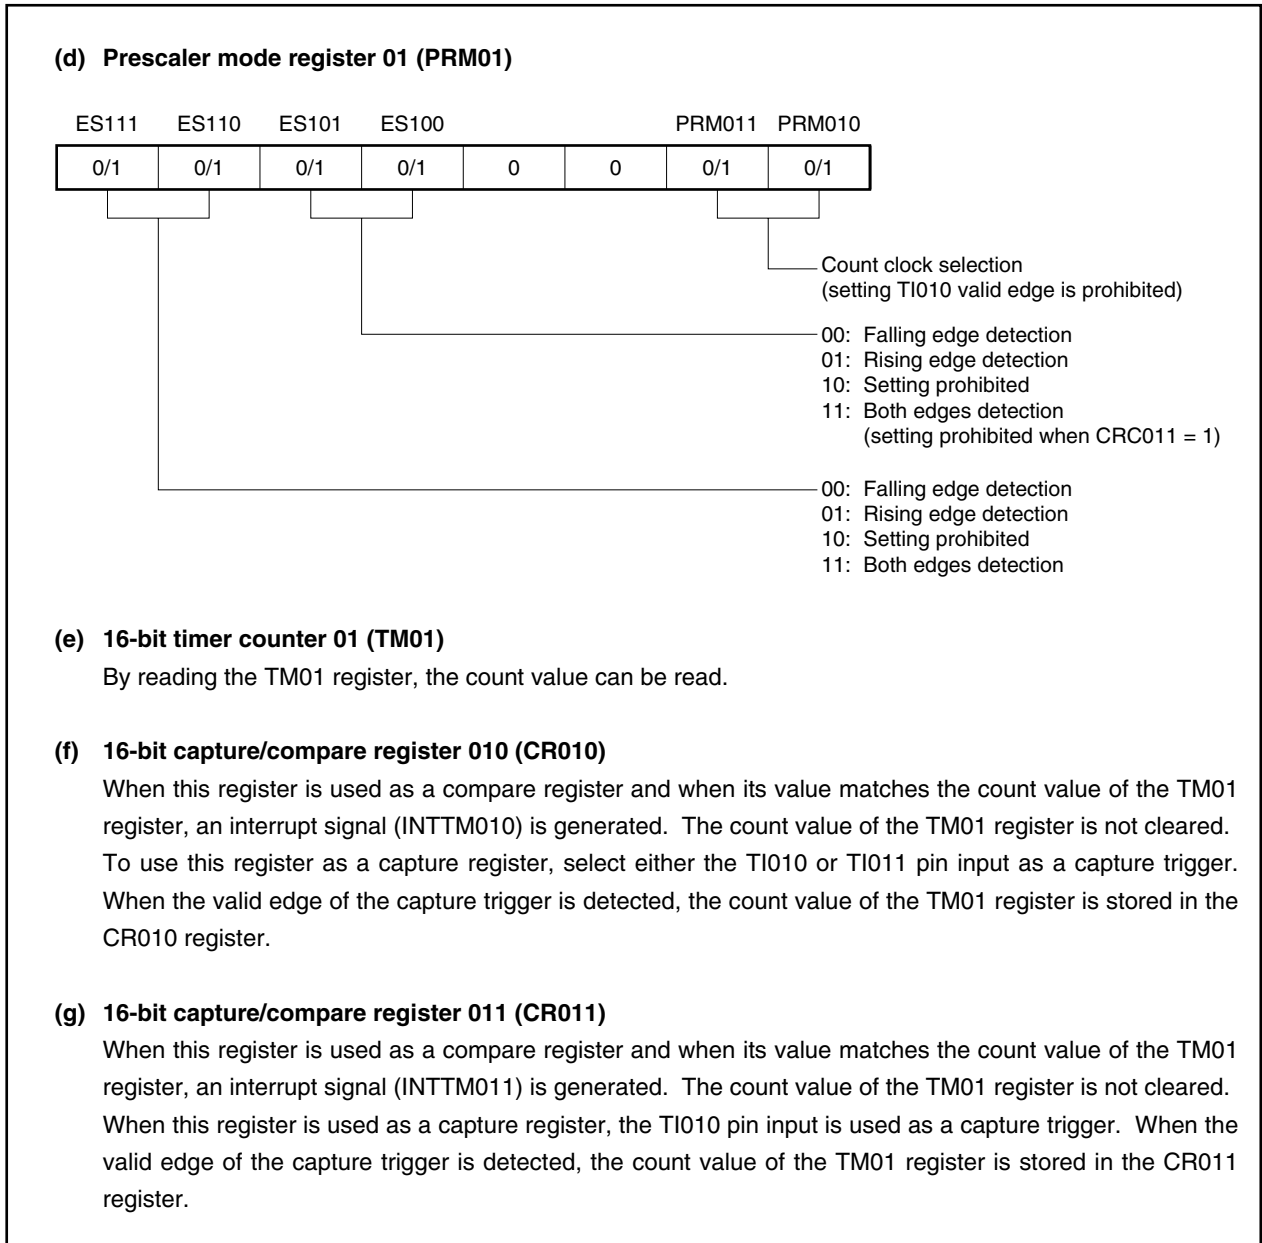 (d) Prescaler mode register 01 (PRM01)
ES111 ES110 ES101 ES100 PRM011 PRM010
0/1 0/1 0/1 0/1 0 0 0/1 0/1
Count clock selection
(setting TI010 valid edge is prohibited)
00: Falling edge detection
01: Rising edge detection
10: Setting prohibited
11: Both edges detection
(setting prohibited when CRC011 = 1)
00: Falling edge detection
01: Rising edge detection
10: Setting prohibited
11: Both edges detection
(e) 16-bit timer counter 01 (TM01)
By reading the TM01 register, the count value can be read.
(f) 16-bit capture/compare register 010 (CR010)
When this register is used as a compare register and when its value matches the count value of the TM01
register, an interrupt signal (INTTM010) is generated. The count value of the TM01 register is not cleared.
To use this register as a capture register, select either the TI010 or TI011 pin input as a capture trigger.
When the valid edge of the capture trigger is detected, the count value of the TM01 register is stored in the
CR010 register.
(g) 16-bit capture/compare register 011 (CR011)
When this register is used as a compare register and when its value matches the count value of the TM01
register, an interrupt signal (INTTM011) is generated. The count value of the TM01 register is not cleared.
When this register is used as a capture register, the TI010 pin input is used as a capture trigger. When the
valid edge of the capture trigger is detected, the count value of the TM01 register is stored in the CR011
register.